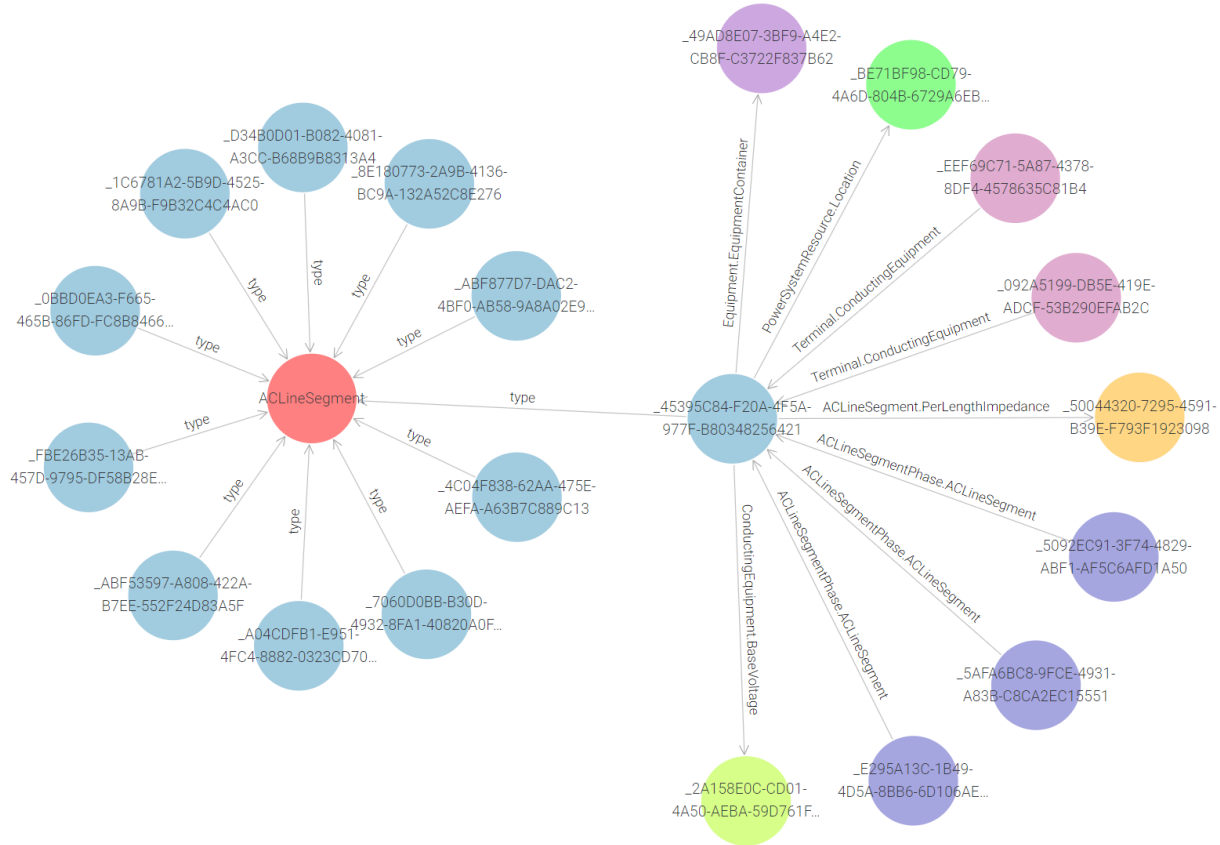 _49AD8E07-3BF9-A4E2-
CB8F-C3722F837B62
_BE71BF98-CD79-
4A6D-804B-6729A6EB...
_D34B0D01-B082-4081-
A3CC-B68B9B8313A4
_8E180773-2A9B-4136-
BC9A-132A52C8E276
_1C6781A2-5B9D-4525-
8A9B-F9B32C4C4AC0
_EEF69C71-5A87-4378-
8DF4-4578635C81B4
Equipment.EquipmentContainer
PowerSystemResource.Location
Terminal.ConductingEquipment
type
type
type
type
_ABF877D7-DAC2-
4BF0-AB58-9A8A02E9...
_092A5199-DB5E-419E-
ADCF-53B290EFAB2C
_0BBD0EA3-F665-
465B-86FD-FC8B8466...
type
Terminal.ConductingEquipment
ACLineSegment
type
_45395C84-F20A-4F5A-
977F-B80348256421
ACLineSegment.PerLengthImpedance
_50044320-7295-4591-
B39E-F793F1923098
type
type
ACLineSegmentPhase.ACLineSegment
_FBE26B35-13AB-
457D-9795-DF58B28E...
_4C04F838-62AA-475E-
AEFA-A63B7C889C13
type
type
type
ACLineSegmentPhase.ACLineSegment
ACLineSegmentPhase.ACLineSegment
ConductingEquipment.BaseVoltage
_5092EC91-3F74-4829-
ABF1-AF5C6AFD1A50
_ABF53597-A808-422A-
B7EE-552F24D83A5F
_7060D0BB-B30D-
4932-8FA1-40820A0F...
_A04CDFB1-E951-
4FC4-8882-0323CD70...
_5AFA6BC8-9FCE-4931-
A83B-C8CA2EC15551
_E295A13C-1B49-
4D5A-8BB6-6D106AE...
_2A158E0C-CD01-
4A50-AEBA-59D761F...